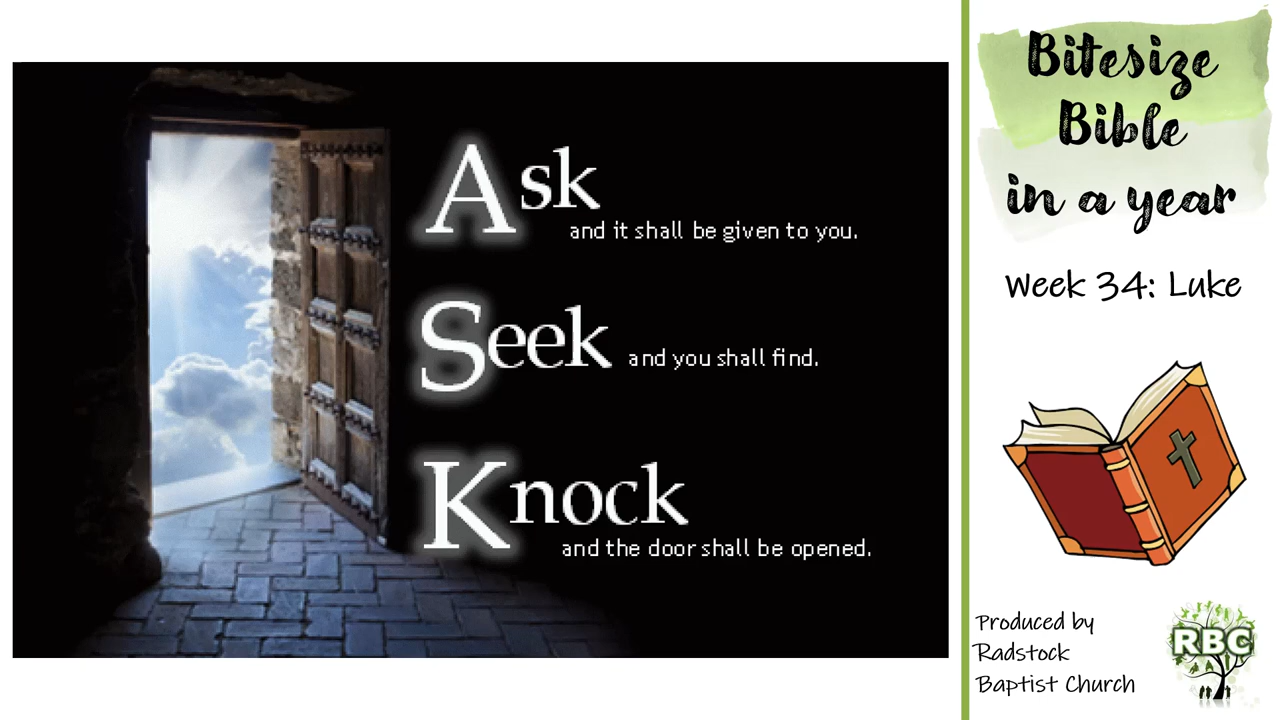 Ask
and it shall be given to you.
Seek and you shall find.
Knock
and the door shall be opened.
Bitesize
Bible
in a year
Week 34: Luke
Produced by
Radstock
Baptist Church
RBC